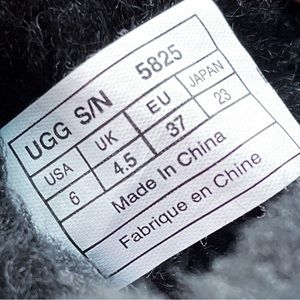 UGG S/N 5825
USA UK EU JAPAN
6 4.5 37 23
Made In China
Fabrique en Chine